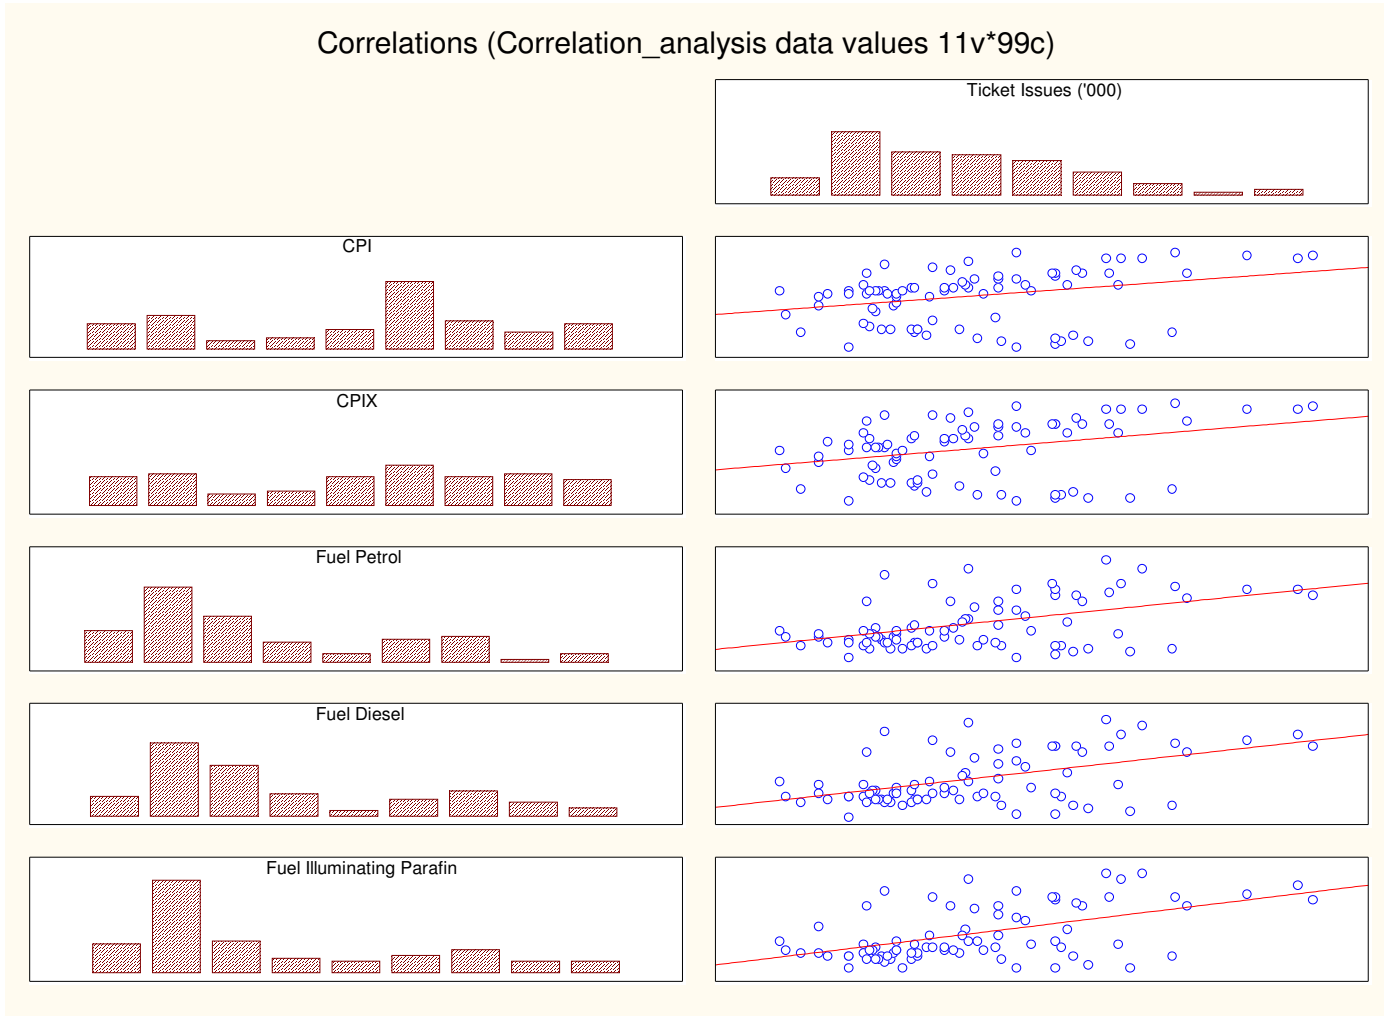 Correlations (Correlation_analysis data values 11v*99c)
Ticket Issues ('000)
CPI
CPIX
Fuel Petrol
Fuel Diesel
Fuel Illuminating Parafin